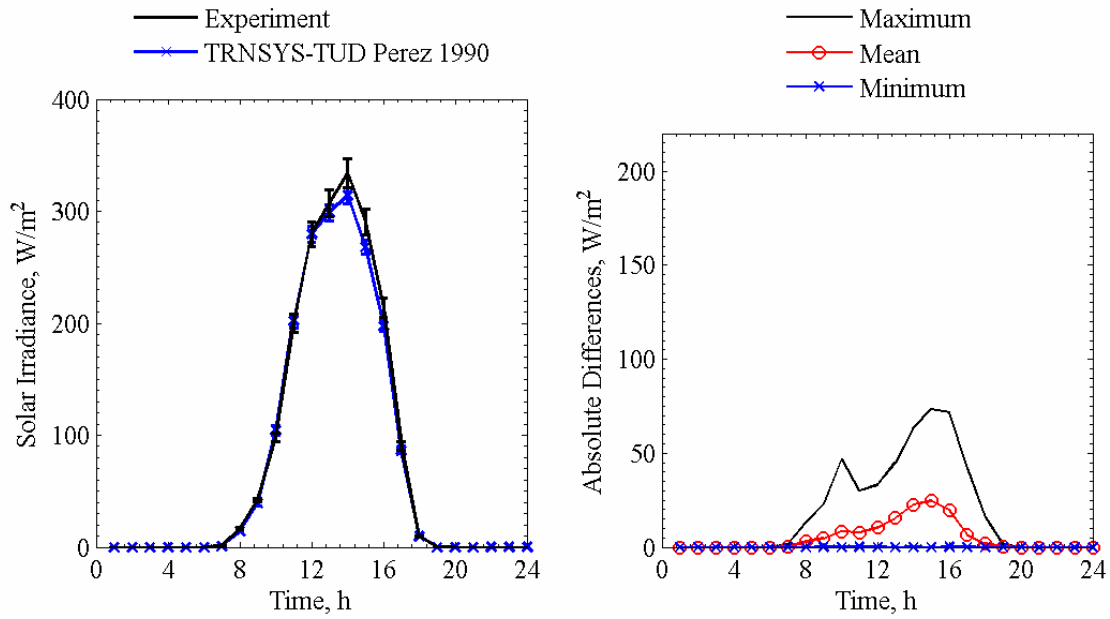 Experiment
TRNSYS-TUD Perez 1990
400
300
200
100
0
Solar Irradiance, W/m²
0 4 8 12 16 20 24
Time, h
Maximum
Mean
Minimum
200
150
100
50
0
Absolute Differences, W/m²
0 4 8 12 16 20 24
Time, h